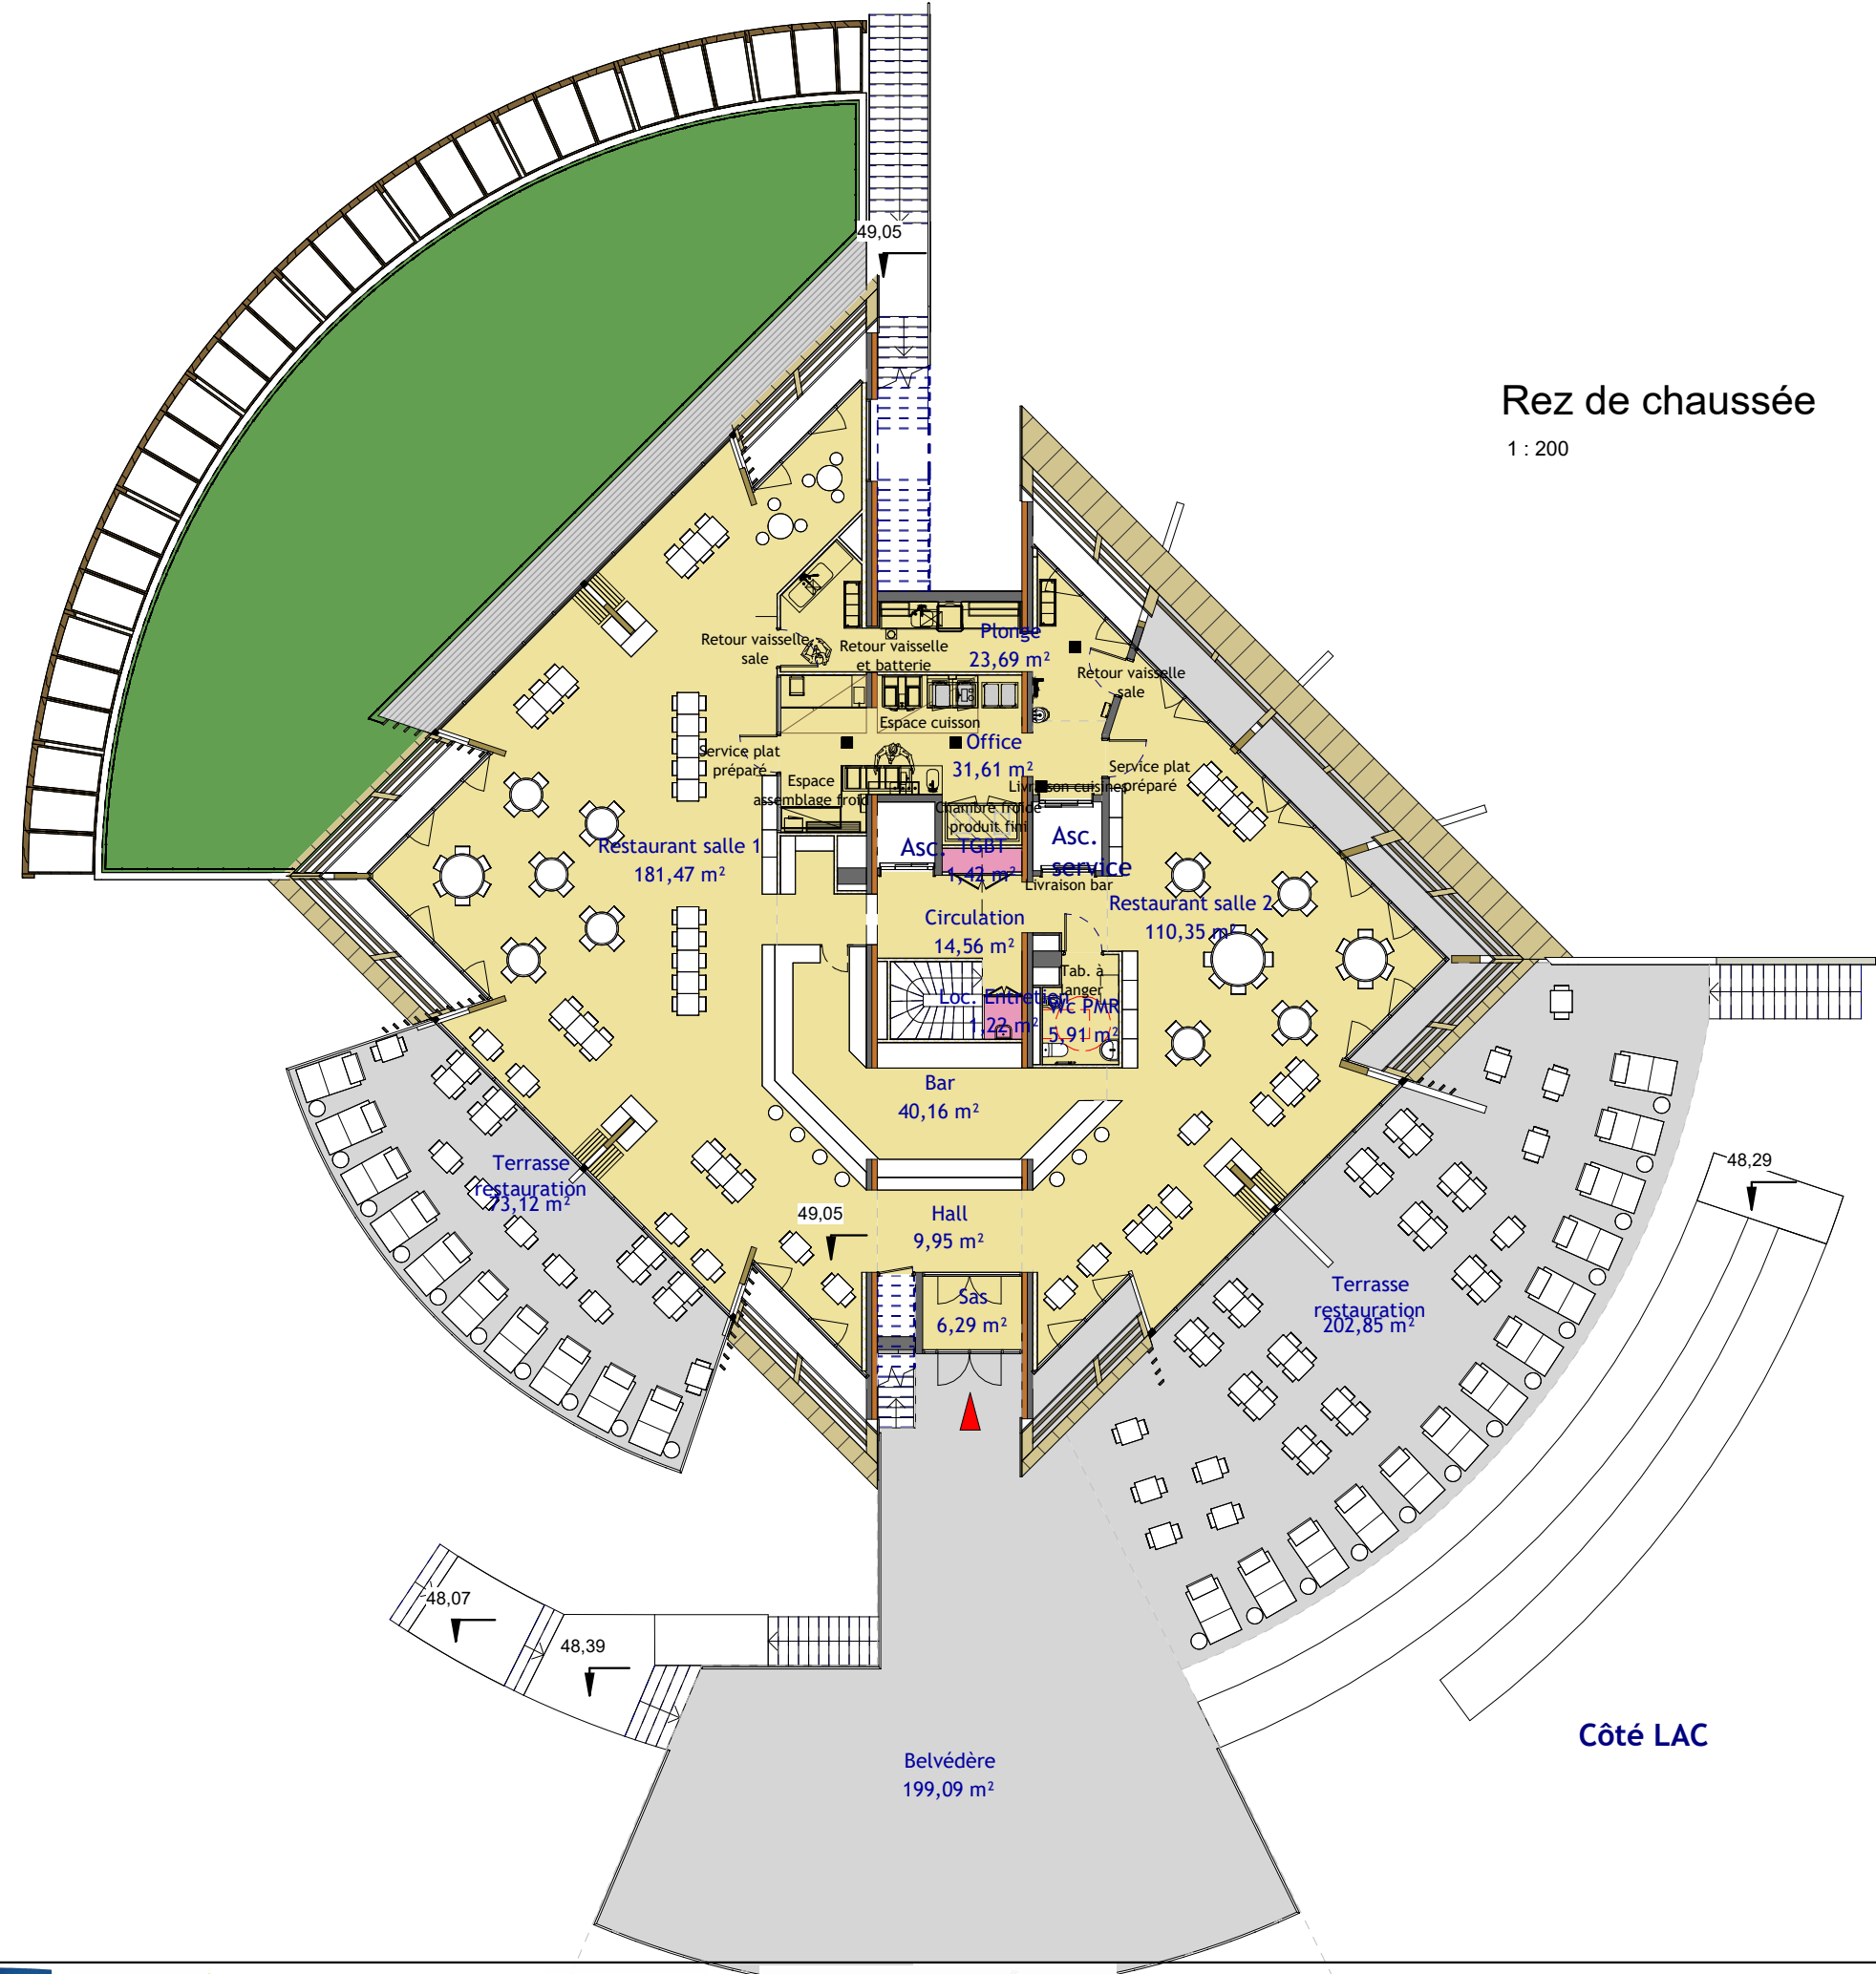 49,05
Rez de chaussée
1 : 200
Plonge
23,69 m²
Retour vaisselle
sale
Retour vaisselle
et batterie
Retour vaisselle
sale
Espace cuisson
Office
31,61 m²
Service plat
préparé
Espace
assemblage froid
Service plat
préparé
Livraison cuisines
Chambre froide
produit fini
Restaurant salle 1
181,47 m²
Asc.
TGBT
1,42 m²
Asc.
service
Livraison bar
Restaurant salle 2
110,35 m²
Circulation
14,56 m²
Tab. à
langer
Loc. Entretien
1,22 m²
Wc PMR
5,91 m²
Bar
40,16 m²
Terrasse
restauration
73,12 m²
48,29
49,05
Hall
9,95 m²
Sas
6,29 m²
Terrasse
restauration
202,85 m²
48,07
48,39
Côté LAC
Belvédère
199,09 m²